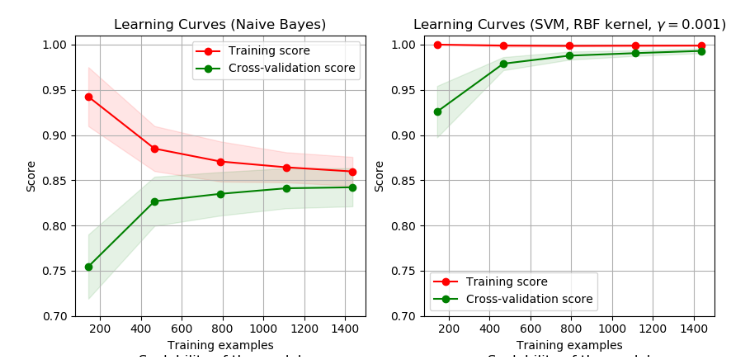 Learning Curves (Naive Bayes)
1.00
0.95
0.90
0.85
0.80
0.75
0.70
Score
200 400 600 800 1000 1200 1400
Training examples
Training score
Cross-validation score
Learning Curves (SVM, RBF kernel, γ = 0.001)
1.00
0.95
0.90
0.85
0.80
0.75
0.70
Score
200 400 600 800 1000 1200 1400
Training examples
Training score
Cross-validation score